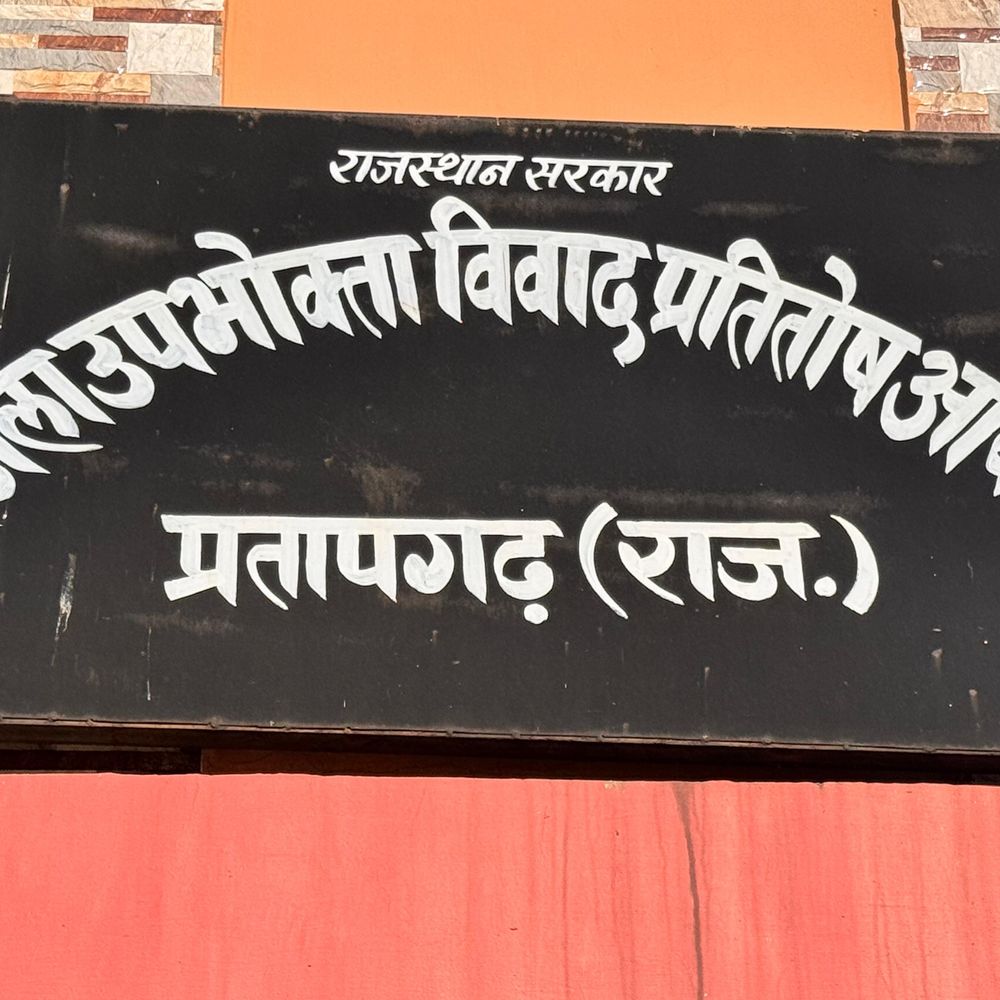 राजस्थान सरकार
उपभोक्ता विवाद प्रतितोष
प्रतापगढ़ (राज.)